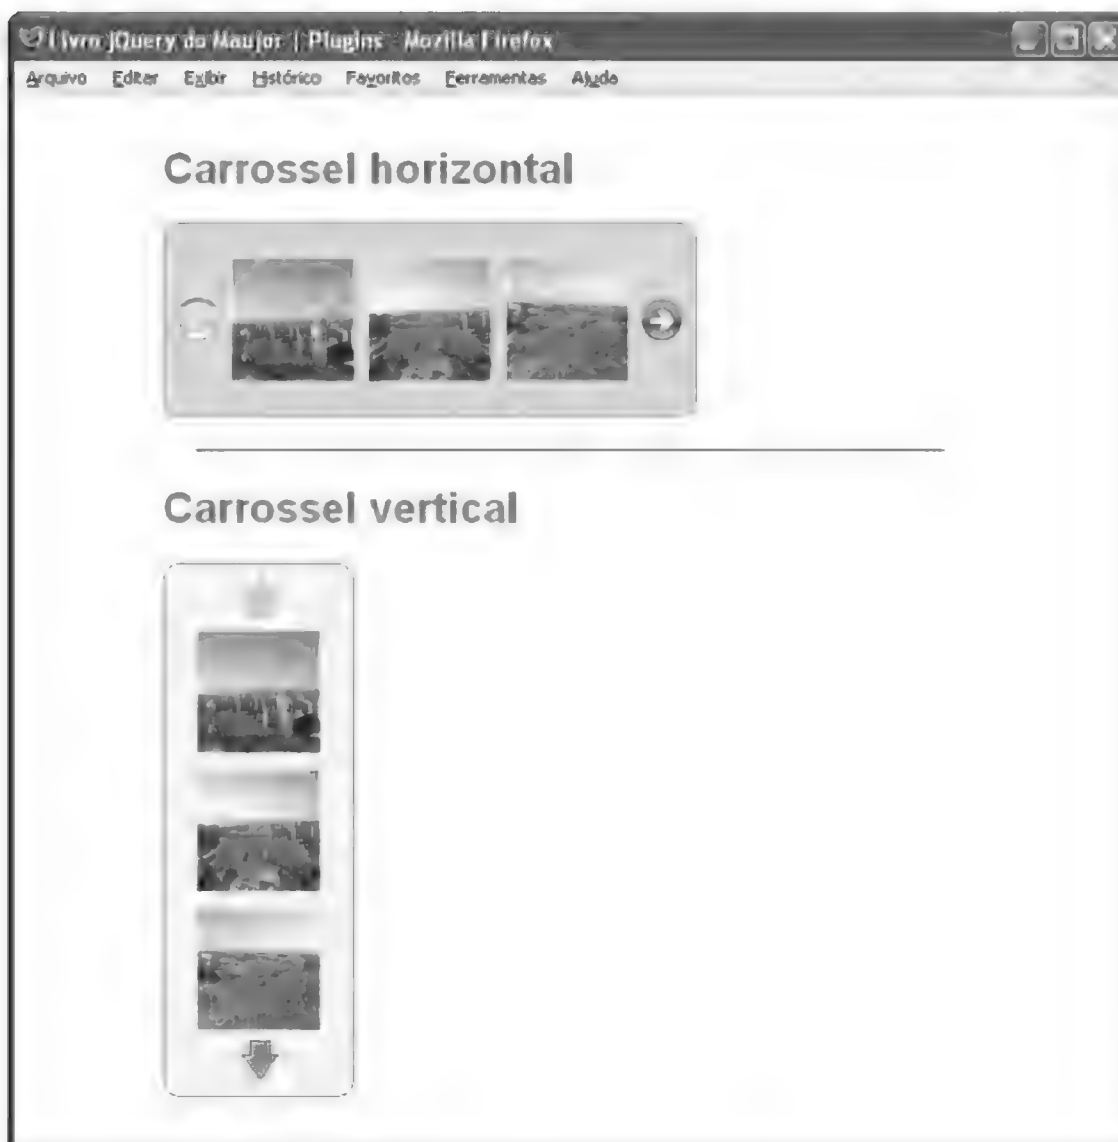 Livro jQuery do Maujor | Plugins - Mozilla Firefox
Arquivo Editar Exibir Histórico Favoritos Ferramentas Ajuda
Carrossel horizontal
Carrossel vertical